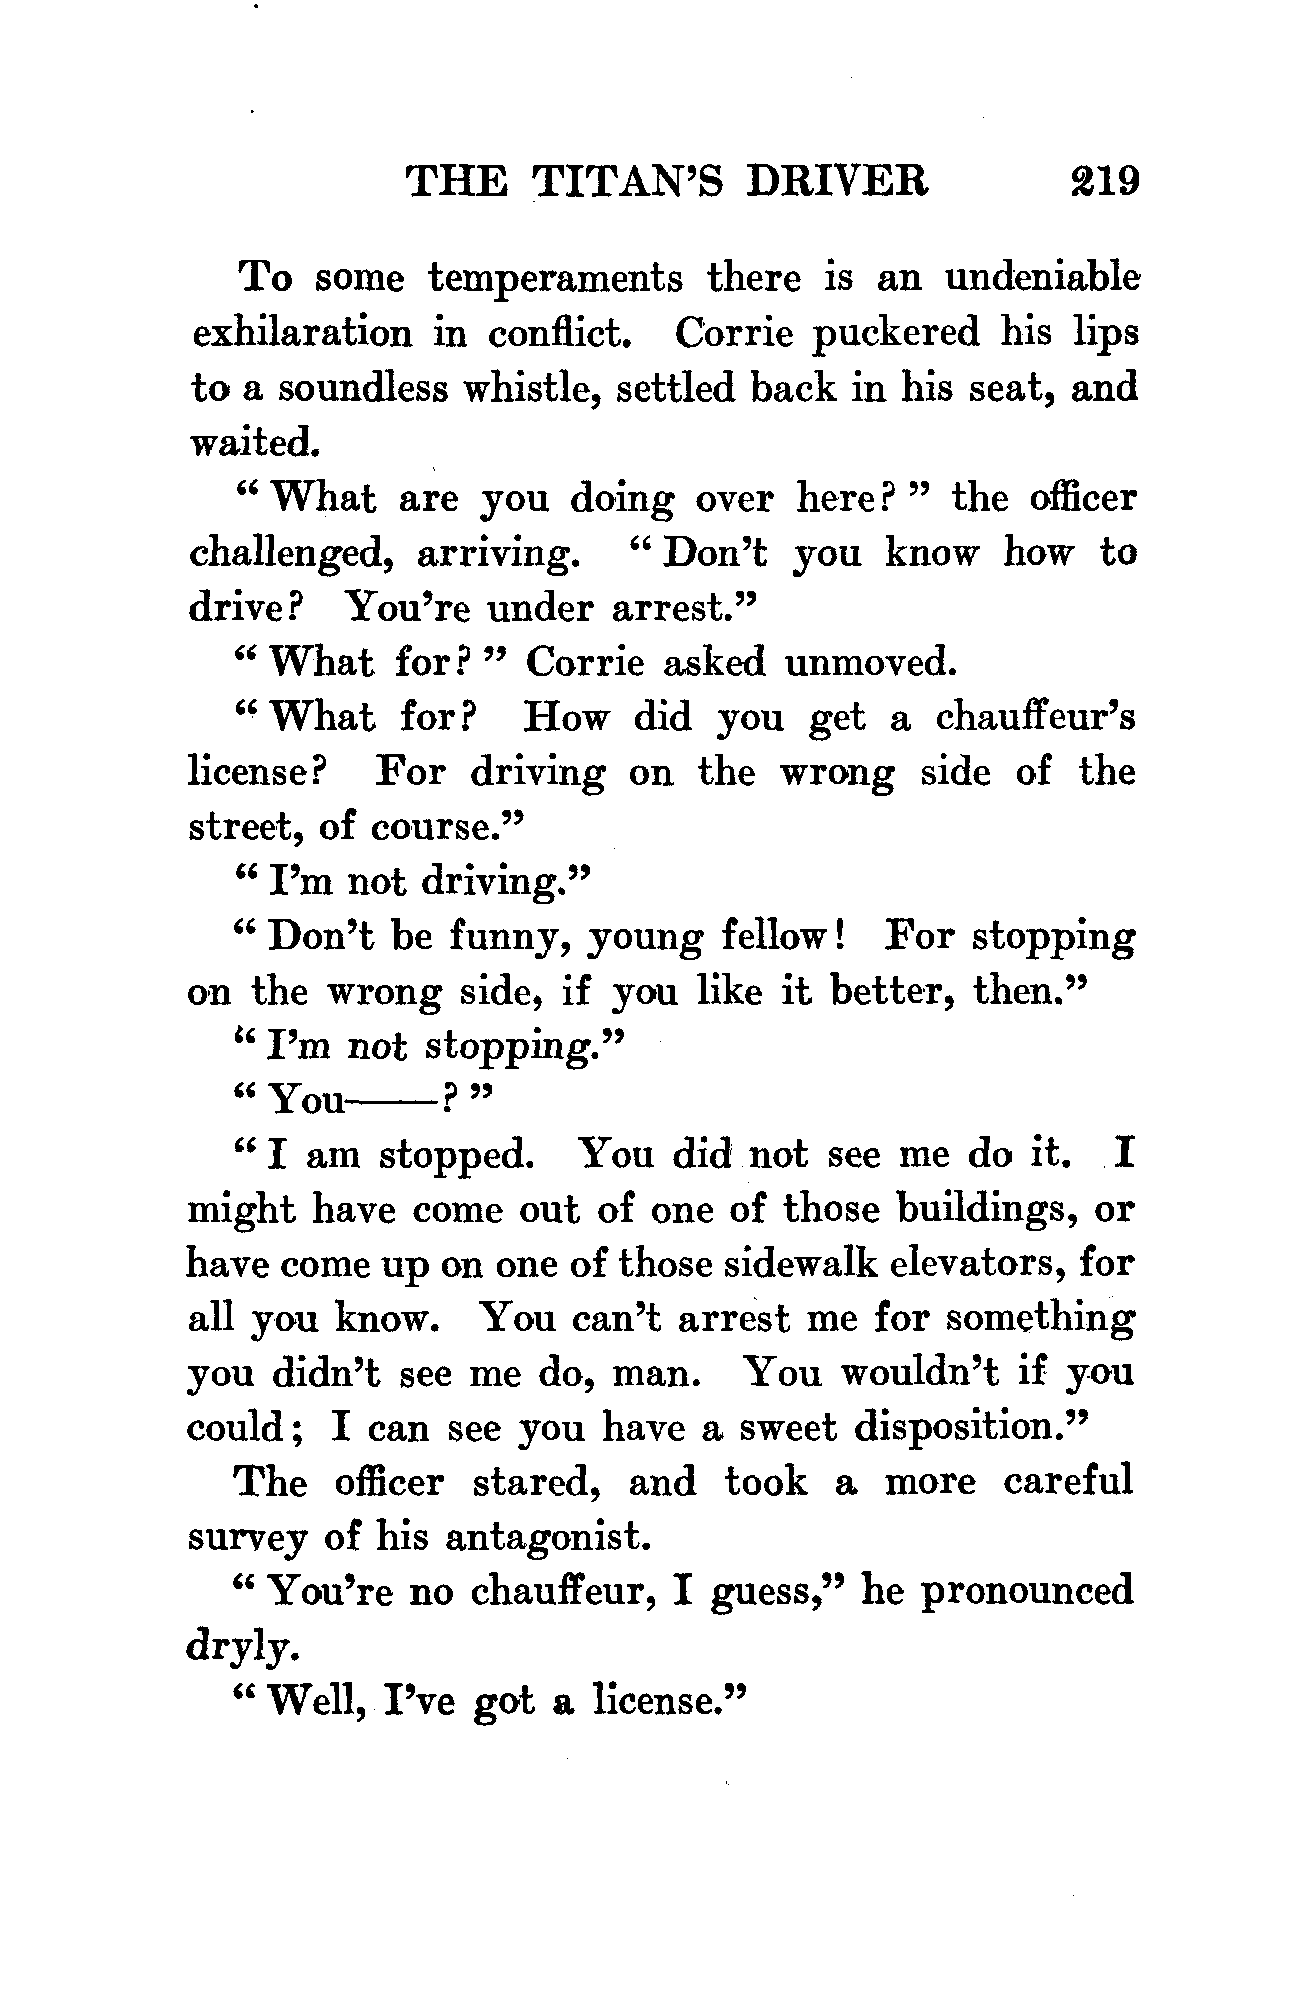 THE TITAN'S DRIVER 219
To some temperaments there is an undeniable
exhilaration in conflict. Corrie puckered his lips
to a soundless whistle, settled back in his seat, and
waited.
“ What are you doing over here? ” the officer
challenged, arriving. “ Don't you know how to
drive? You're under arrest.”
“ What for? ” Corrie asked unmoved.
“ What for? How did you get a chauffeur's
license? For driving on the wrong side of the
street, of course.”
“ I'm not driving.”
“ Don't be funny, young fellow! For stopping
on the wrong side, if you like it better, then.”
“ I'm not stopping.”
“ You——? ”
“ I am stopped. You did not see me do it. I
might have come out of one of those buildings, or
have come up on one of those sidewalk elevators, for
all you know. You can't arrest me for something
you didn't see me do, man. You wouldn't if you
could; I can see you have a sweet disposition.”
The officer stared, and took a more careful
survey of his antagonist.
“ You're no chauffeur, I guess,” he pronounced
dryly.
“ Well, I've got a license.”